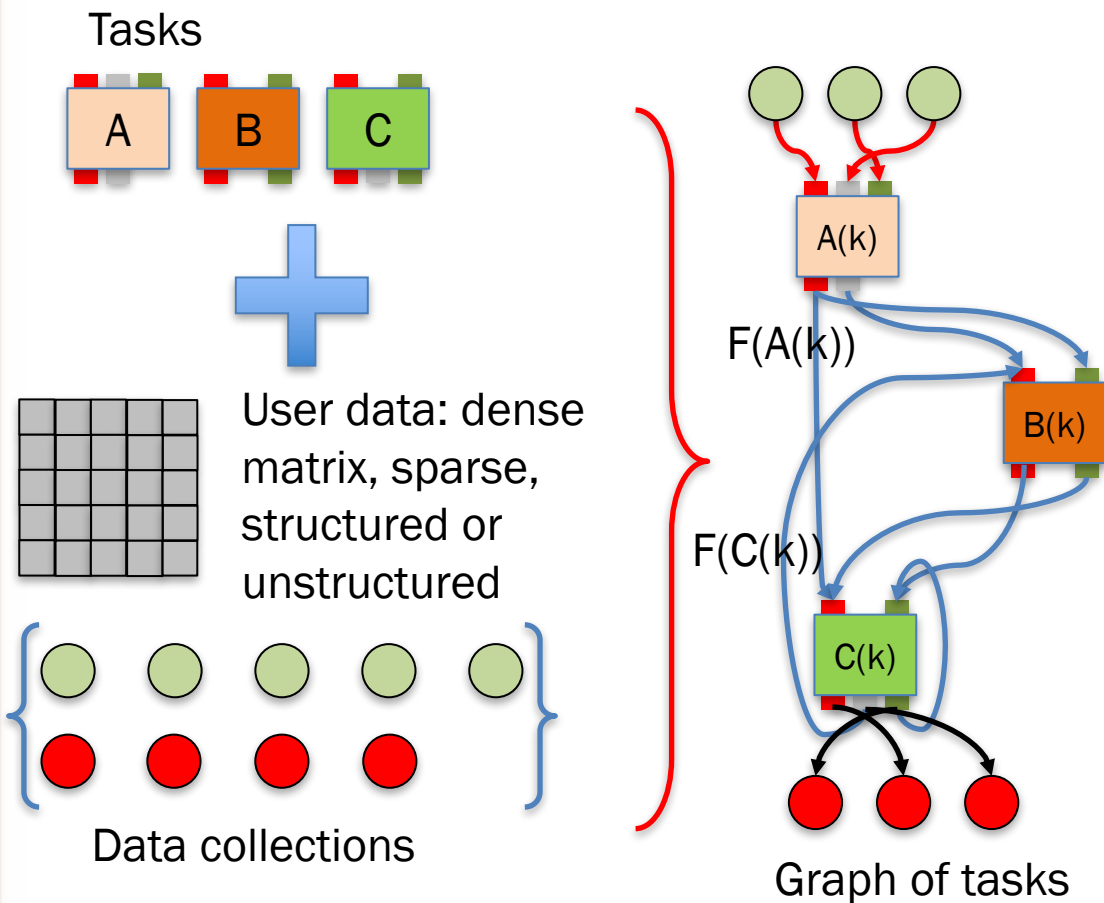 Tasks
A
B
C
User data: dense
matrix, sparse,
structured or
unstructured
Data collections
A(k)
F(A(k))
B(k)
F(C(k))
C(k)
Graph of tasks